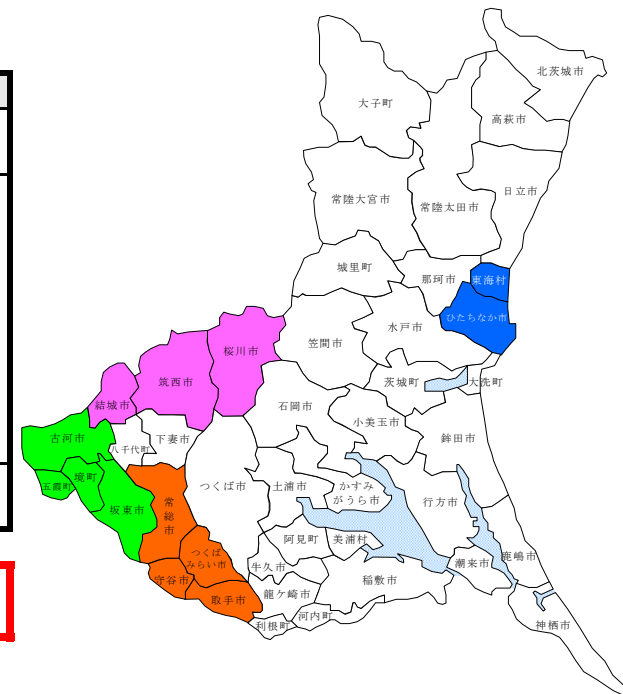 北茨城市
大子町
高萩市
日立市
常陸大宮市
常陸太田市
城里町
那珂市
東海村
ひたちなか市
水戸市
笠間市
桜川市
筑西市
結城市
茨城町
大洗町
石岡市
小美玉市
鉾田市
古河市
八千代町
下妻市
五霞町
境町
坂東市
常総市
つくば市
土浦市
かすみ
がうら市
行方市
つくば
みらい市
阿見町
美浦村
鹿嶋市
潮来市
守谷市
取手市
牛久市
龍ケ崎市
稲敷市
利根町
河内町
神栖市